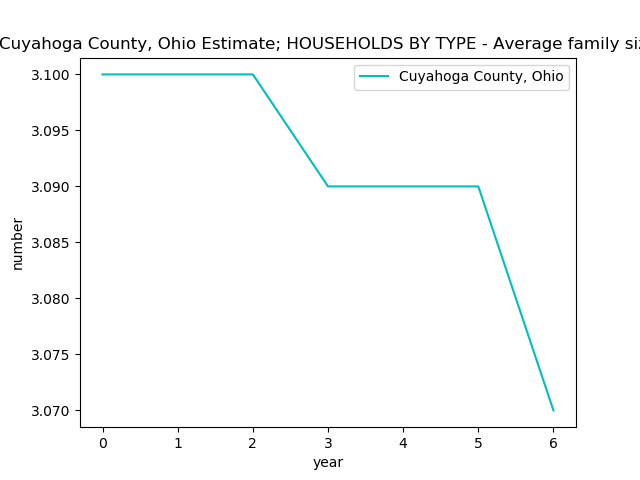 Cuyahoga County, Ohio Estimate; HOUSEHOLDS BY TYPE - Average family
Cuyahoga County, Ohio
3.100
3.095
3.090
3.085
3.080
3.075
3.070
number
0 1 2 3 4 5 6
year